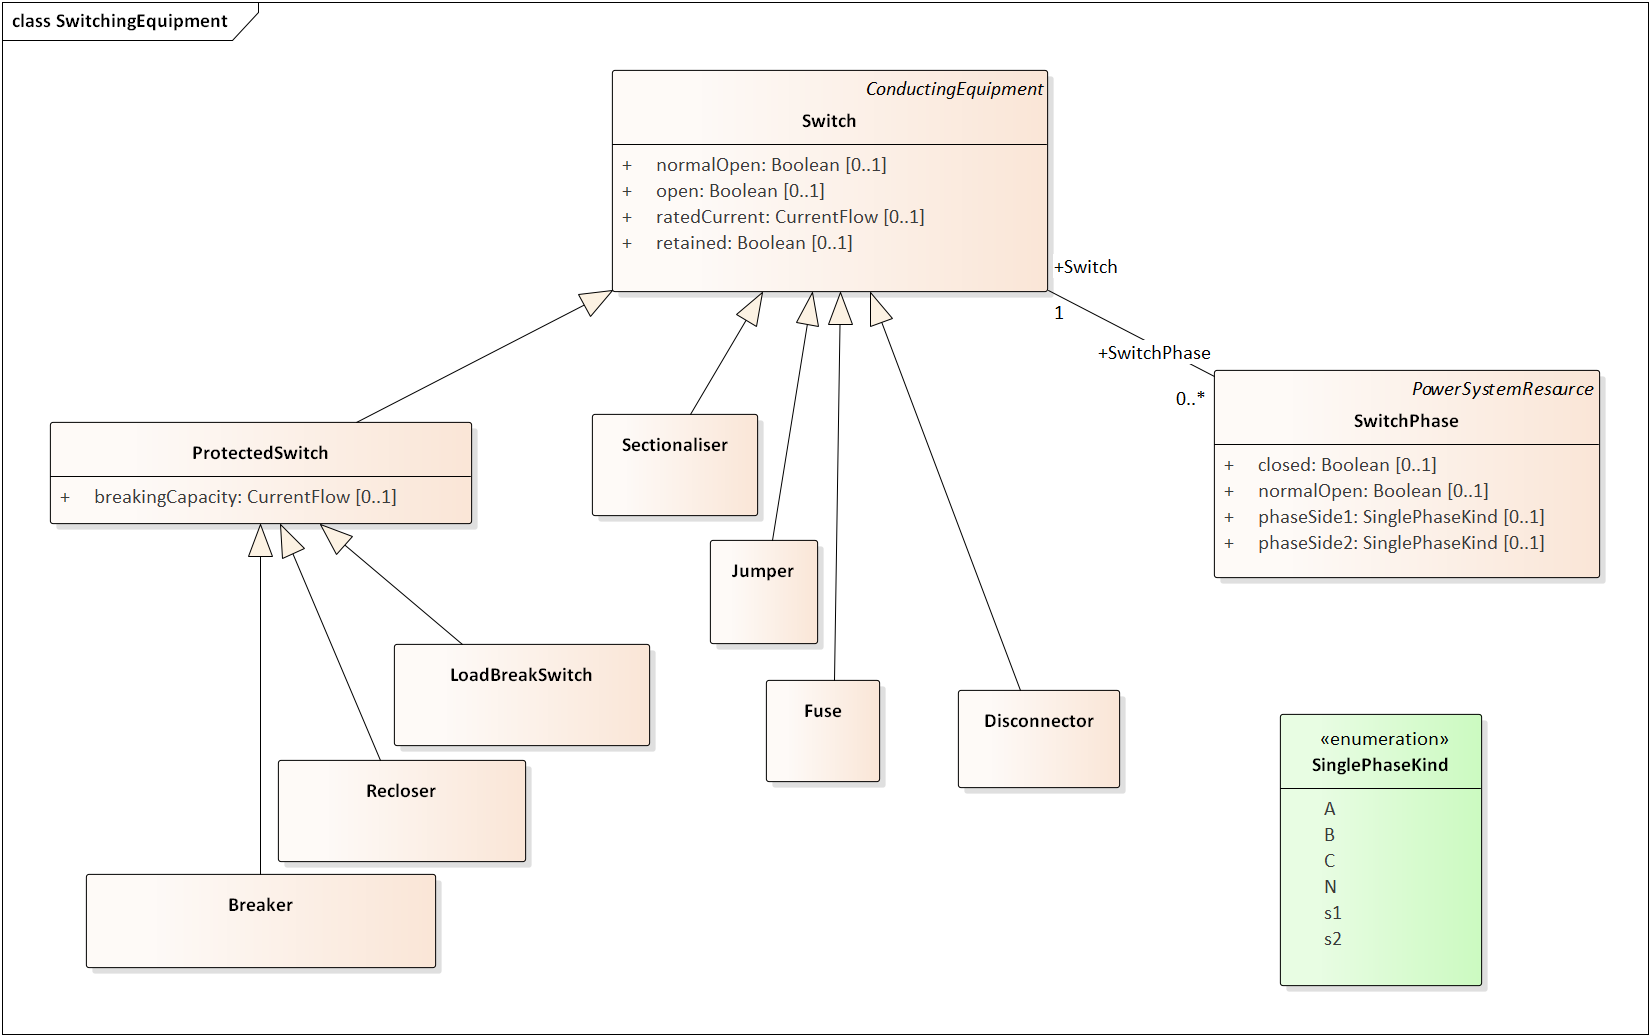 class SwitchingEquipment
ConductingEquipment
Switch
+ normalOpen: Boolean [0..1]
+ open: Boolean [0..1]
+ ratedCurrent: CurrentFlow [0..1]
+ retained: Boolean [0..1]
+Switch
1
+SwitchPhase
0..*
PowerSystemResource
SwitchPhase
+ closed: Boolean [0..1]
+ normalOpen: Boolean [0..1]
+ phaseSide1: SinglePhaseKind [0..1]
+ phaseSide2: SinglePhaseKind [0..1]
ProtectedSwitch
+ breakingCapacity: CurrentFlow [0..1]
Sectionaliser
Jumper
LoadBreakSwitch
Fuse
Disconnector
Recloser
Breaker
«enumeration»
SinglePhaseKind
A
B
C
N
s1
s2